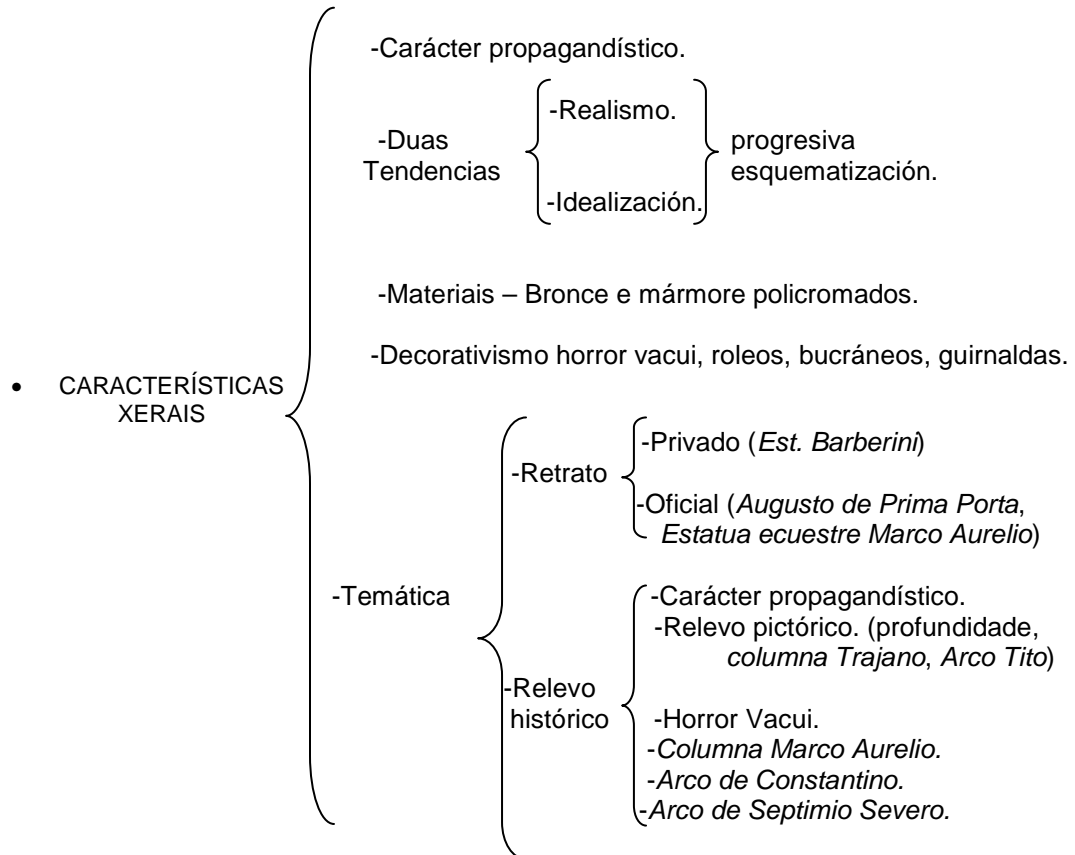 -Carácter propagandístico.
-Realismo.
-Duas
Tendencias
progresiva
esquematización.
-Idealización.
-Materiais – Bronce e mármore policromados.
-Decorativismo horror vacui, roleos, bucráneos, guirnaldas.
• CARACTERÍSTICAS
XERAIS
-Retrato
-Privado (Est. Barberini)
-Oficial (Augusto de Prima Porta,
Estatua ecuestre Marco Aurelio)
-Temática
-Relevo
histórico
-Carácter propagandístico.
-Relevo pictórico. (profundidade,
columna Trajano, Arco Tito)
-Horror Vacui.
-Columna Marco Aurelio.
-Arco de Constantino.
-Arco de Septimio Severo.